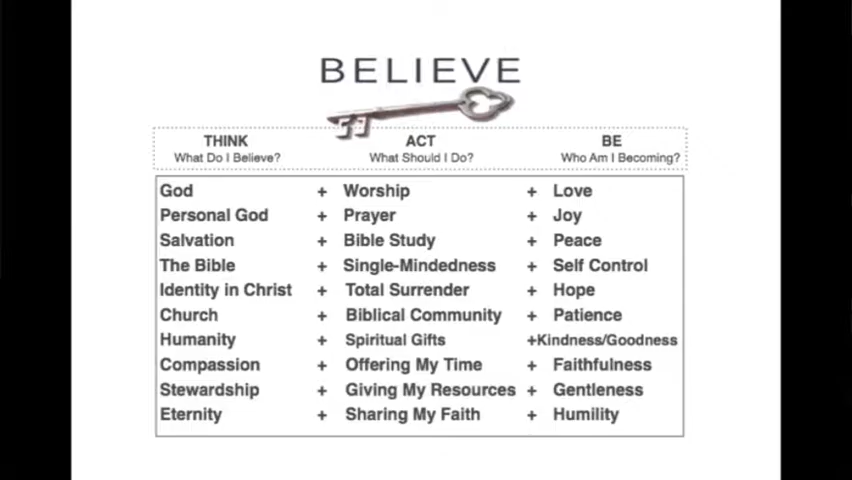 BELIEVE
THINK ACT BE
What Do I Believe? What Should I Do? Who Am I Becoming?
God + Worship + Love
Personal God + Prayer + Joy
Salvation + Bible Study + Peace
The Bible + Single-Mindedness + Self Control
Identity in Christ + Total Surrender + Hope
Church + Biblical Community + Patience
Humanity + Spiritual Gifts +Kindness/Goodness
Compassion + Offering My Time + Faithfulness
Stewardship + Giving My Resources + Gentleness
Eternity + Sharing My Faith + Humility